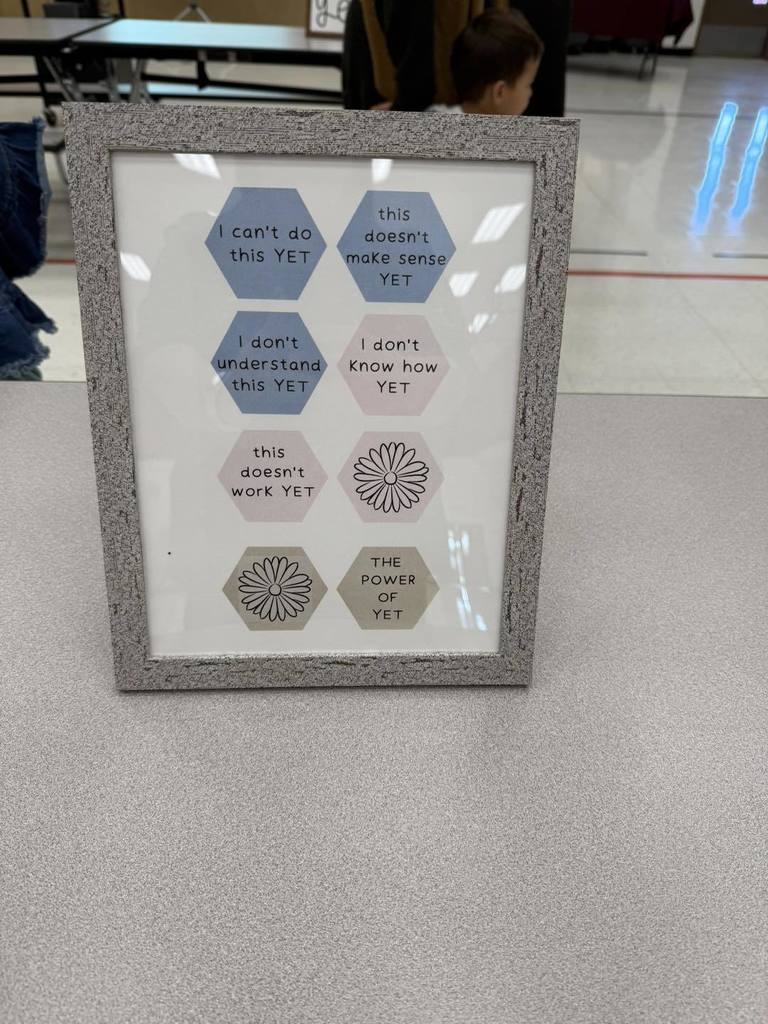 I can't do
this YET
this
doesn't
make sense
YET
I don't
understand
this YET
I don't
know how
YET
this
doesn't
work YET
THE
POWER
OF
YET